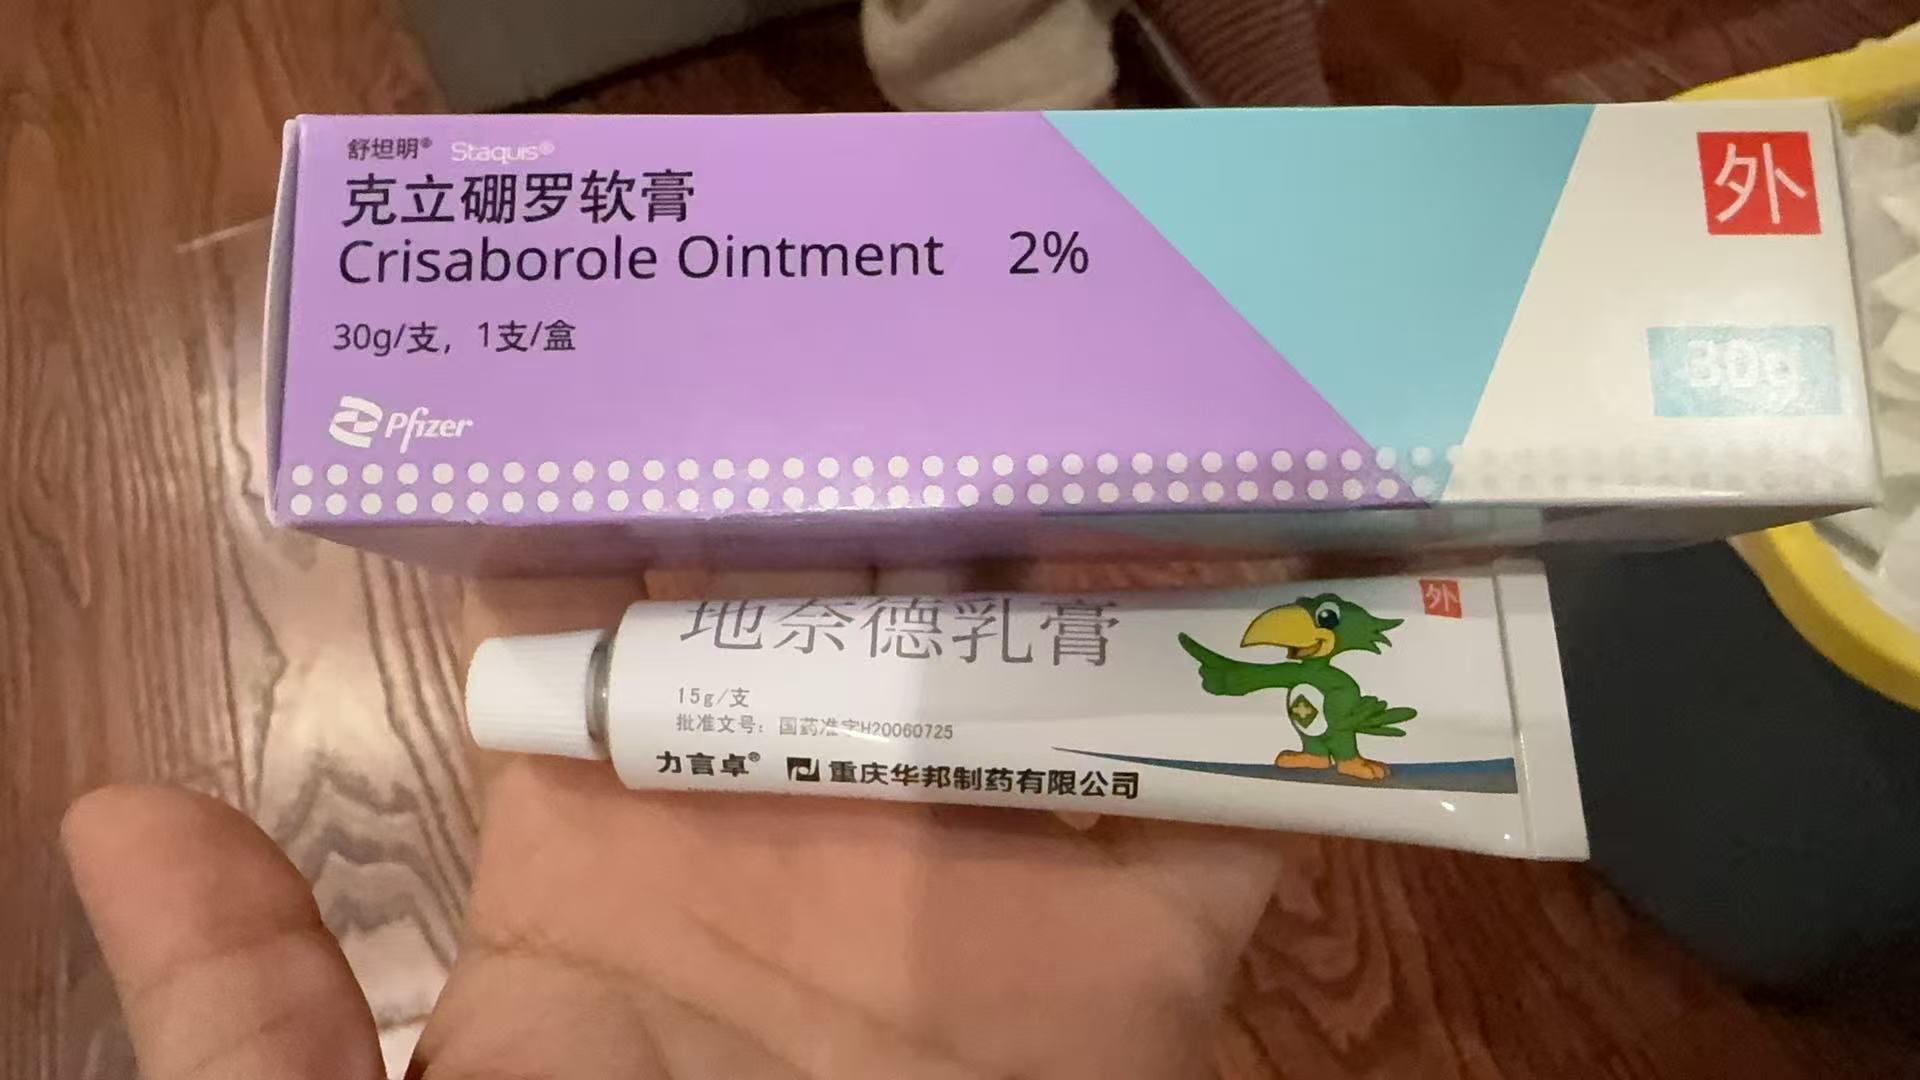 舒坦明® Staquis®
克立硼罗软膏
Crisaborole Ointment 2%
30g/支，1支/盒
Pfizer
外
30g
地奈德乳膏
外
15g/支
批准文号：国药准字H20060725
力言卓® 重庆华邦制药有限公司